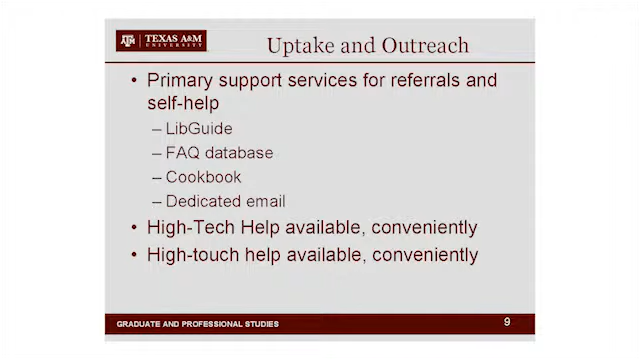 TEXAS A&M
UNIVERSITY
Uptake and Outreach
• Primary support services for referrals and
self-help
– LibGuide
– FAQ database
– Cookbook
– Dedicated email
• High-Tech Help available, conveniently
• High-touch help available, conveniently
GRADUATE AND PROFESSIONAL STUDIES
9